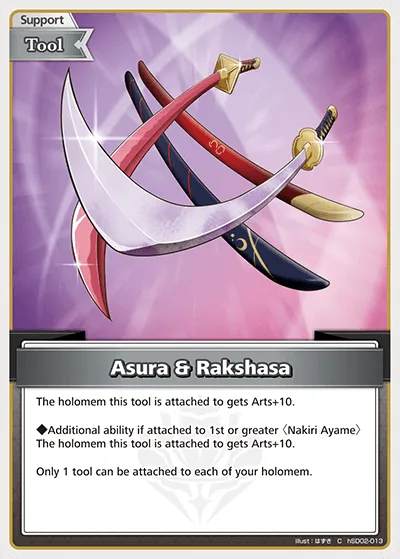 Support
Tool
Asura & Rakshasa
The holomem this tool is attached to gets Arts+10.
◆Additional ability if attached to 1st or greater 〈Nakiri Ayame〉
The holomem this tool is attached to gets Arts+10.
Only 1 tool can be attached to each of your holomem.
illust : はずき C hSD02-013